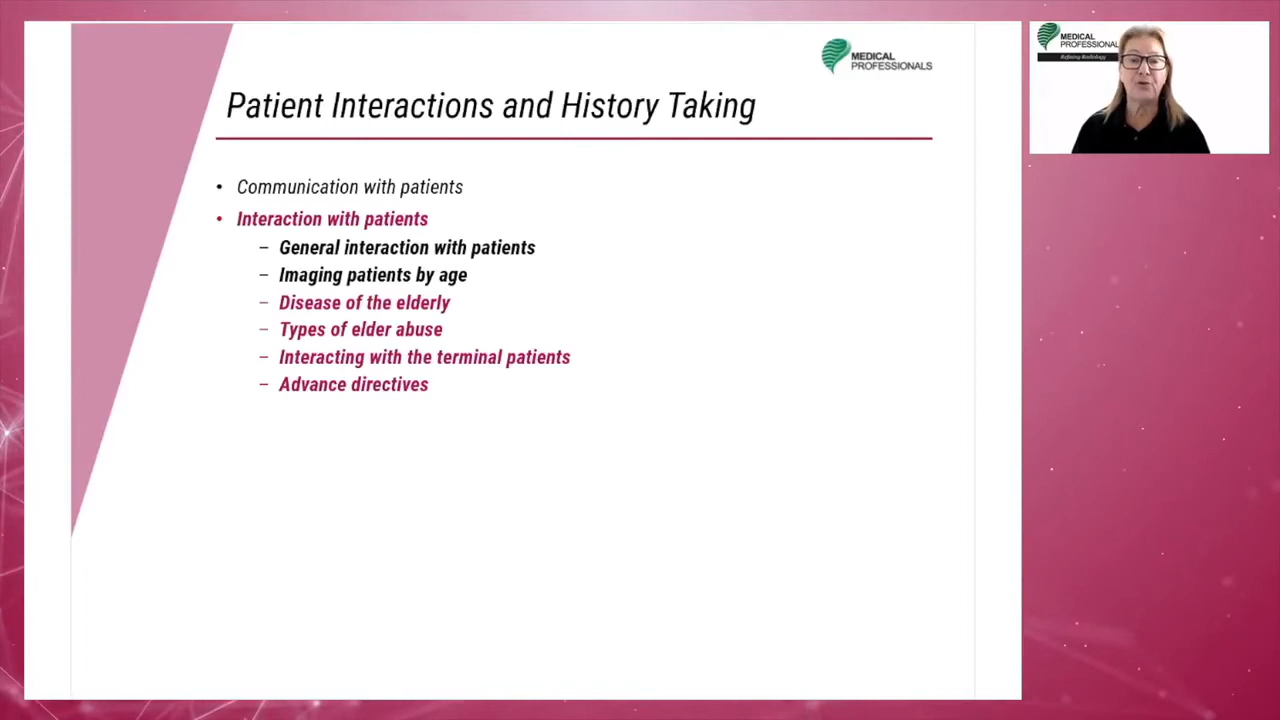 MEDICAL
PROFESSIONALS
Patient Interactions and History Taking
• Communication with patients
• Interaction with patients
– General interaction with patients
– Imaging patients by age
– Disease of the elderly
– Types of elder abuse
– Interacting with the terminal patients
– Advance directives
MEDICAL
PROFESSIONAL
Refining Radiology